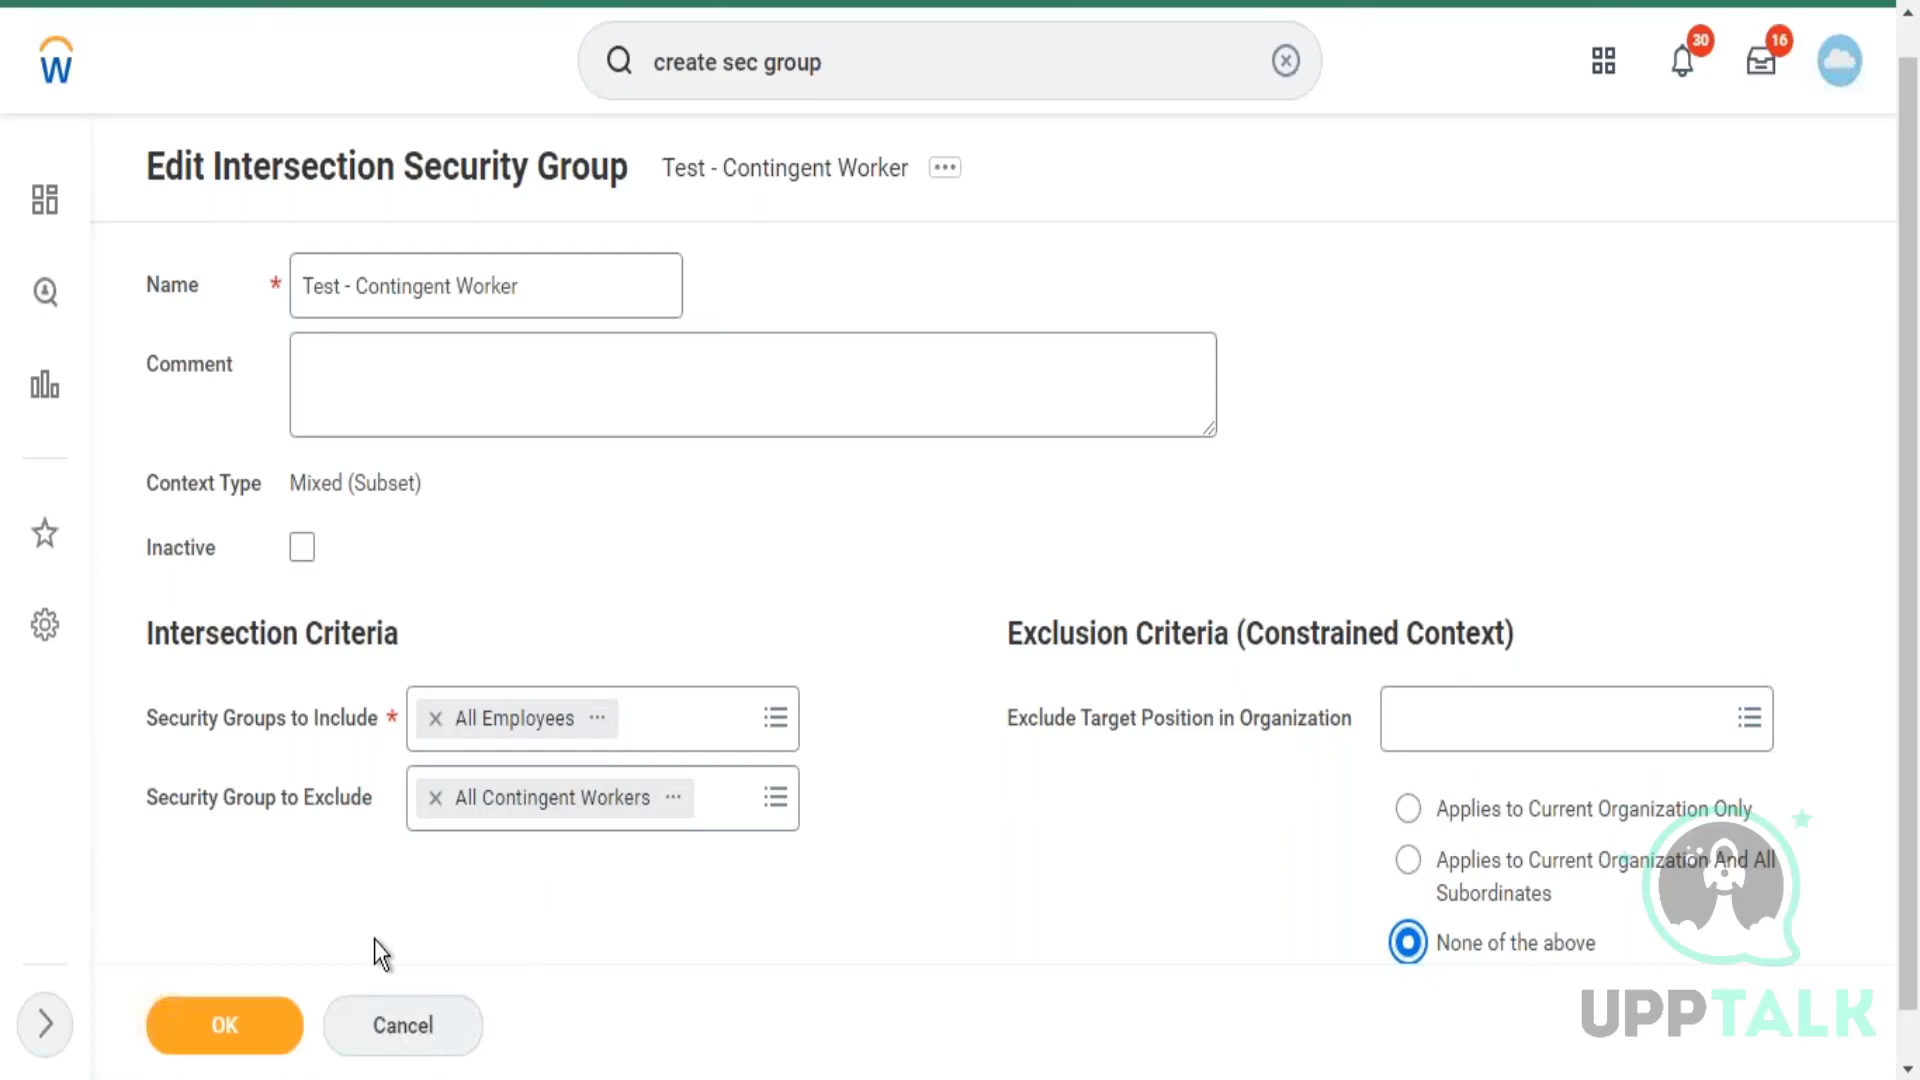 W
create sec group
30
16
Edit Intersection Security Group Test - Contingent Worker
Name * Test - Contingent Worker
Comment
Context Type Mixed (Subset)
Inactive
Intersection Criteria
Security Groups to Include * All Employees
Security Group to Exclude All Contingent Workers
Exclusion Criteria (Constrained Context)
Exclude Target Position in Organization
Applies to Current Organization Only
Applies to Current Organization And All
Subordinates
None of the above
OK
Cancel
UPPTALK